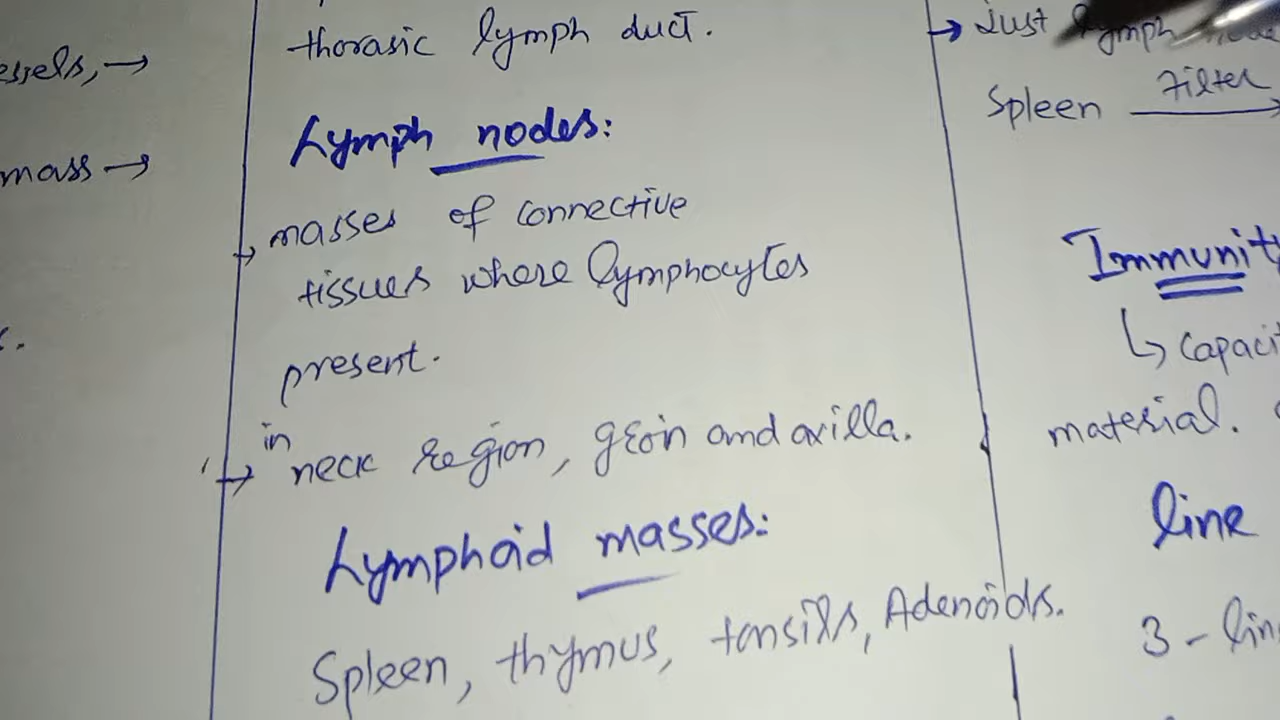 essels, →
mass →
thorasic lymph duct.
Lymph nodes:
→ masses of connective
tissues where lymphocytes
present.
→ in neck region, groin and axilla.
Lymphoid masses:
Spleen, thymus, tonsils, Adenoids.
→ Just lymph
Spleen Filter →
Immunity
↳ capaci
material.
line
3 - lin